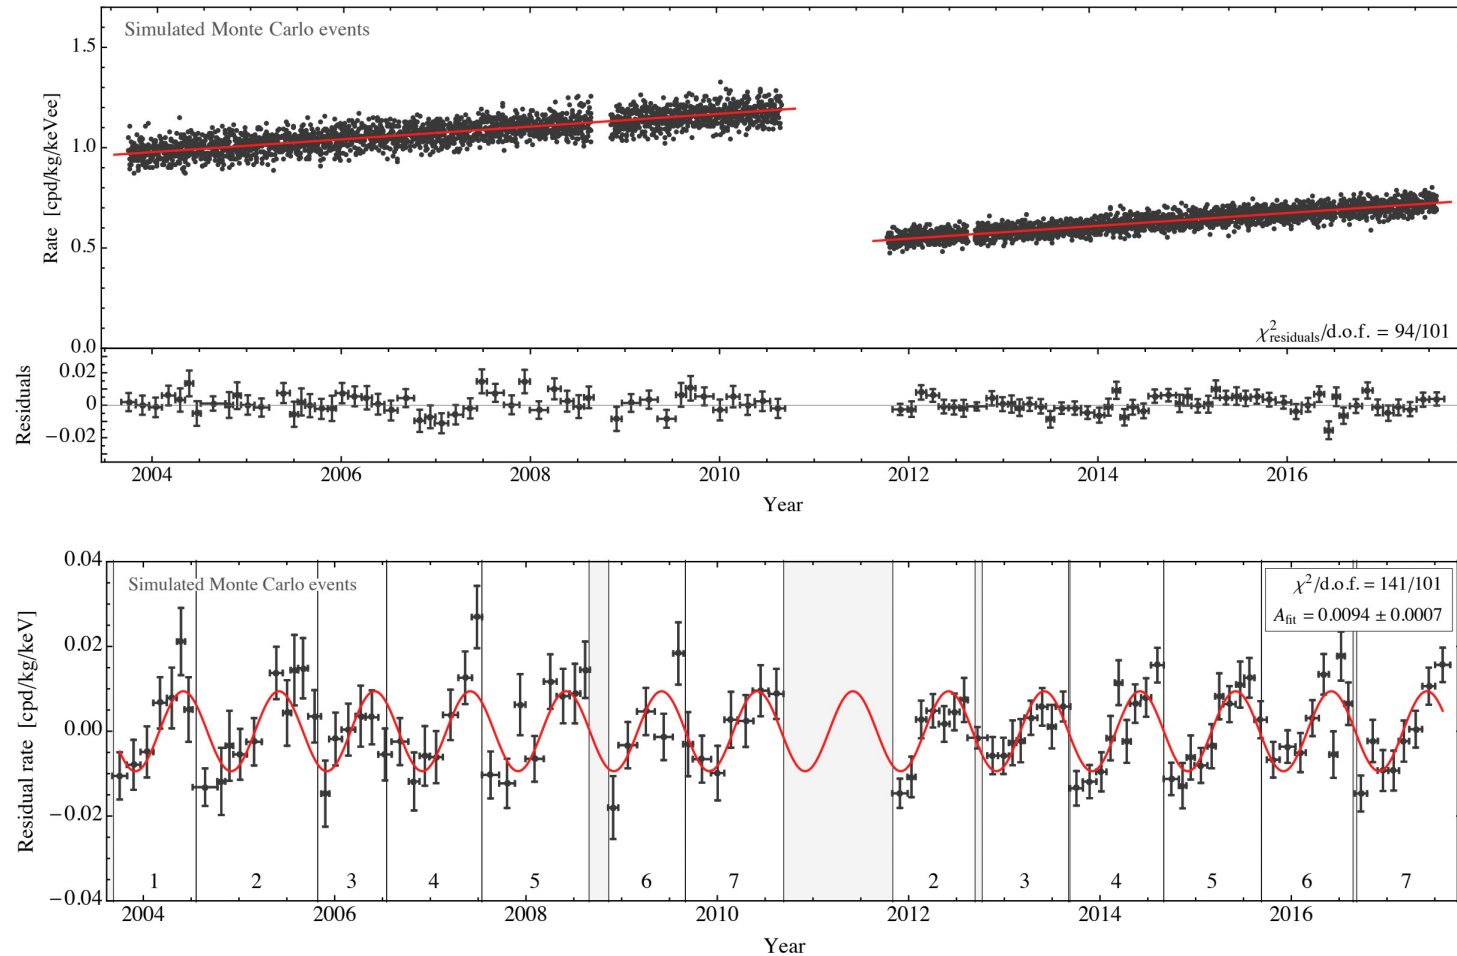 Simulated Monte Carlo events
1.5
1.0
0.5
0.0
Rate [cpd/kg/keVee]
χ²residuals/d.o.f. = 94/101
0.02
0
−0.02
Residuals
2004 2006 2008 2010 2012 2014 2016
Year
Simulated Monte Carlo events
χ²/d.o.f. = 141/101
Afit = 0.0094 ± 0.0007
0.04
0.02
0.00
−0.02
−0.04
Residual rate [cpd/kg/keV]
1 2 3 4 5 6 7 2 3 4 5 6 7
2004 2006 2008 2010 2012 2014 2016
Year